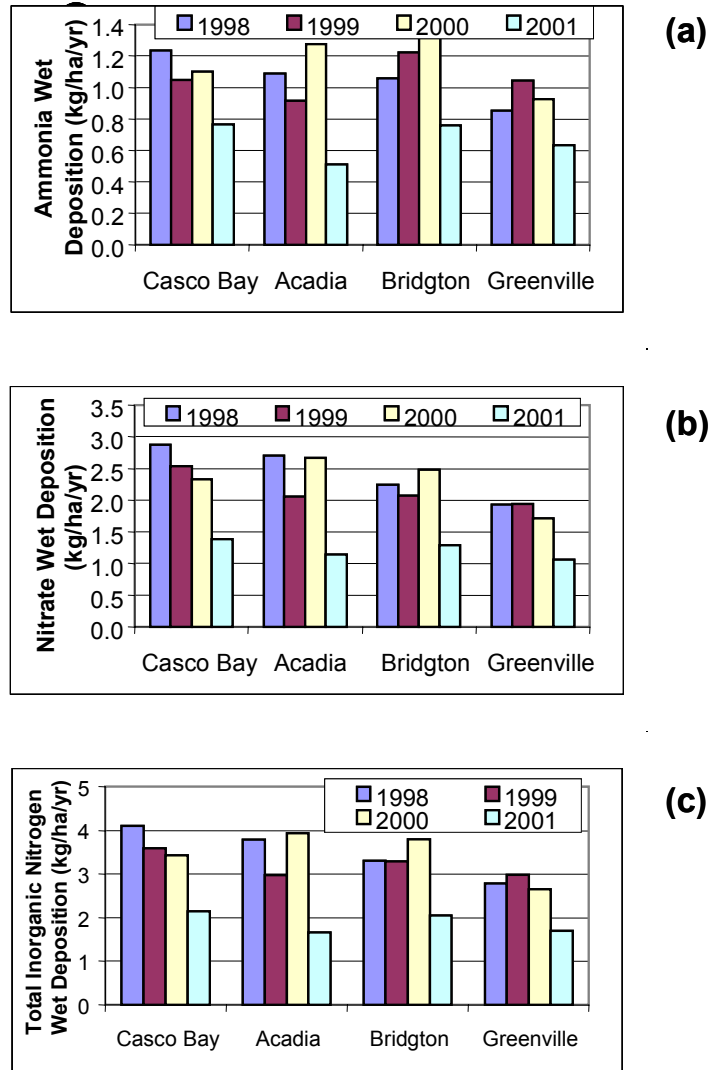 1998 1999 2000 2001
(a)
Ammonia Wet
Deposition (kg/ha/yr)
1.4
1.2
1.0
0.8
0.6
0.4
0.2
0.0
Casco Bay Acadia Bridgton Greenville
1998 1999 2000 2001
(b)
Nitrate Wet Deposition
(kg/ha/yr)
3.5
3.0
2.5
2.0
1.5
1.0
0.5
0.0
Casco Bay Acadia Bridgton Greenville
1998 1999
2000 2001
(c)
Total Inorganic Nitrogen
Wet Deposition (kg/ha/yr)
5
4
3
2
1
0
Casco Bay Acadia Bridgton Greenville